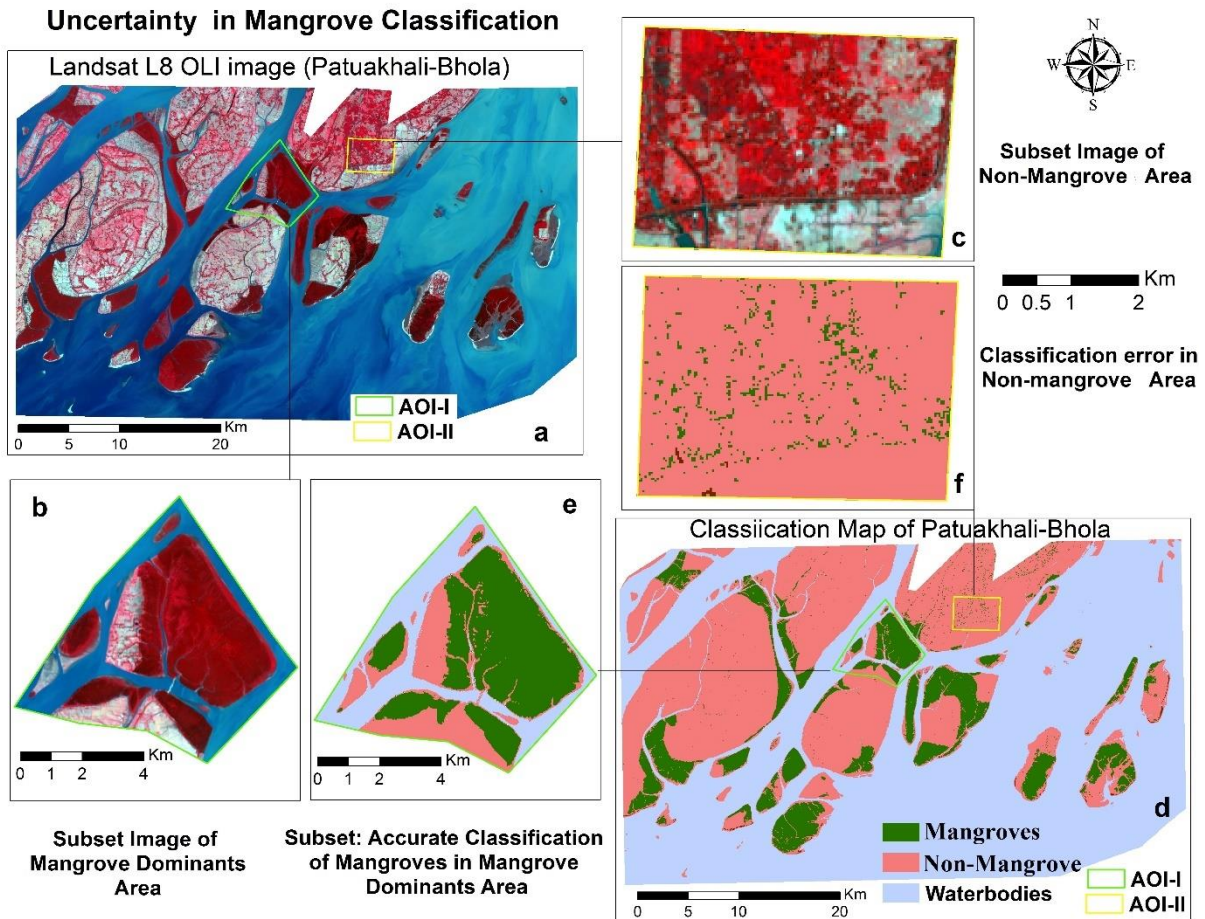 Uncertainty in Mangrove Classification
Landsat L8 OLI image (Patuakhali-Bhola)
AOI-I
AOI-II
0 5 10 20
Km
a
c
N
W E
S
Subset Image of
Non-Mangrove Area
Km
0 0.5 1 2
Classification error in
Non-mangrove Area
f
b
Km
0 1 2 4
Subset Image of
Mangrove Dominants
Area
e
Km
0 1 2 4
Subset: Accurate Classification
of Mangroves in Mangrove
Dominants Area
Classiication Map of Patuakhali-Bhola
d
Mangroves
Non-Mangrove
Waterbodies
AOI-I
AOI-II
Km
0 5 10 20